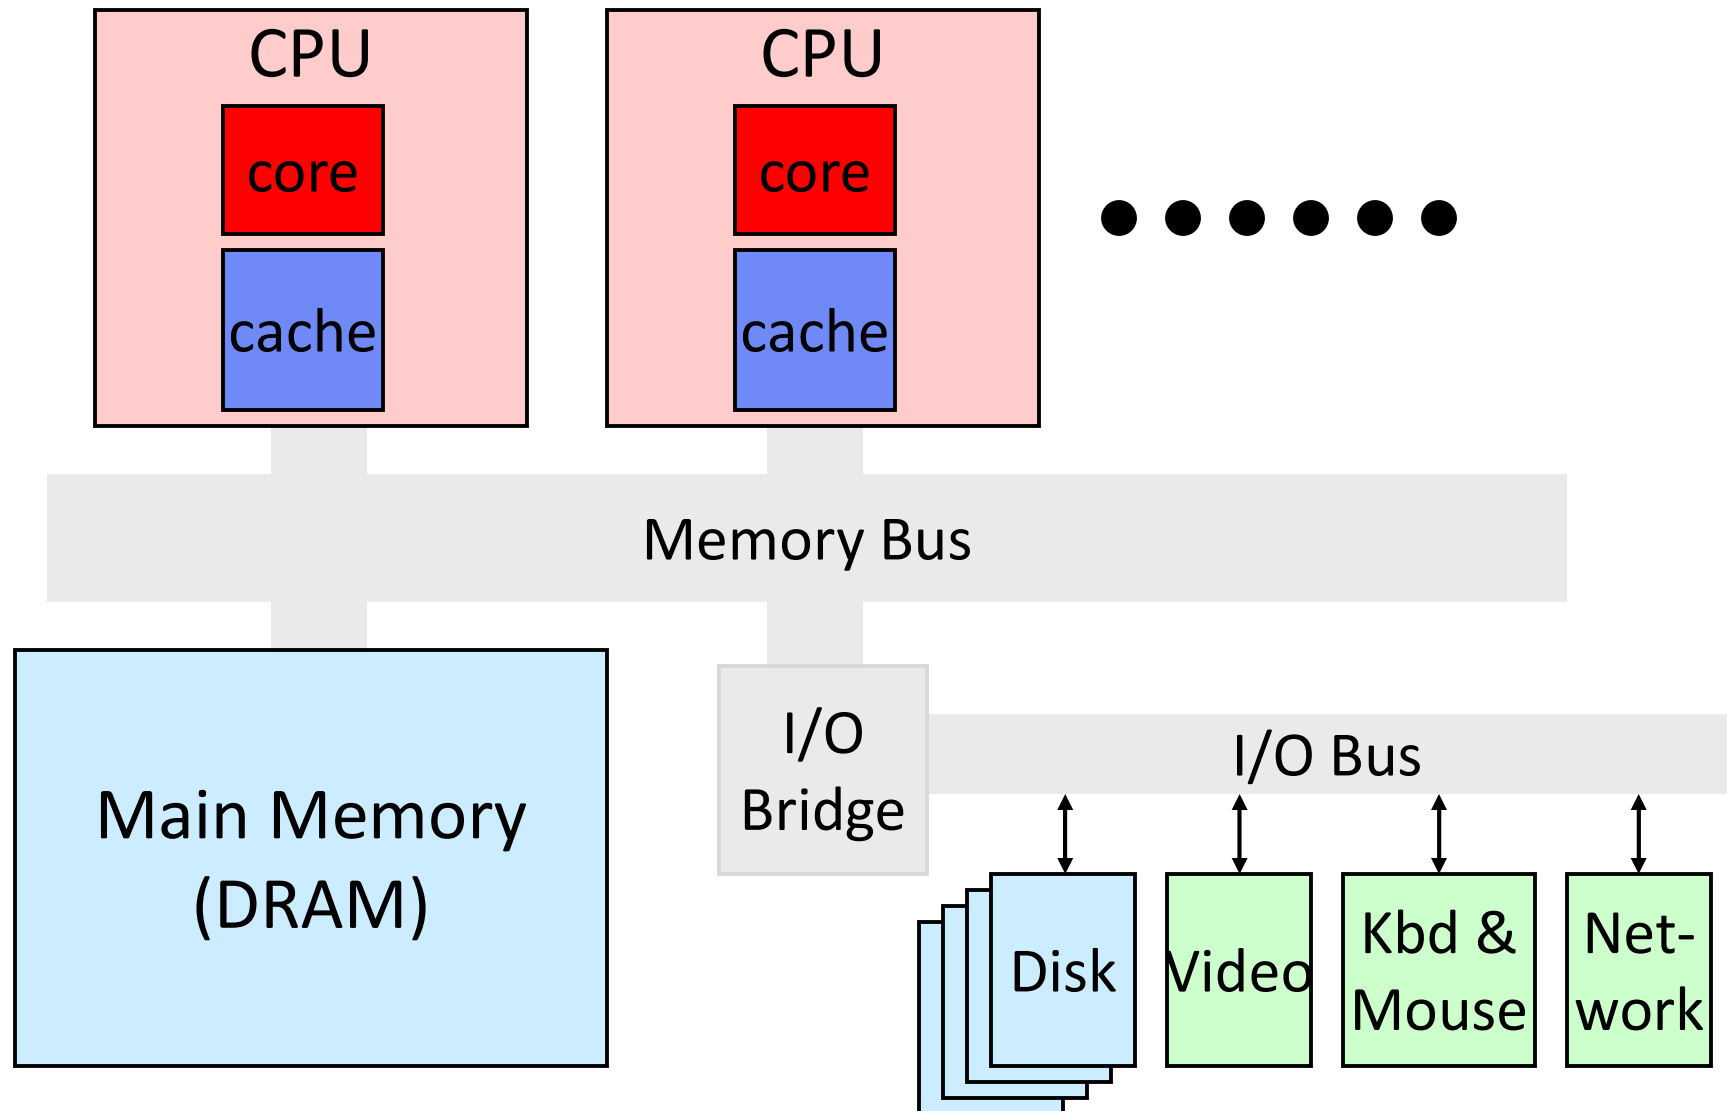 CPU
core
cache
CPU
core
cache
Memory Bus
Main Memory
(DRAM)
I/O
Bridge
I/O Bus
Disk
Video
Kbd &
Mouse
Net-
work